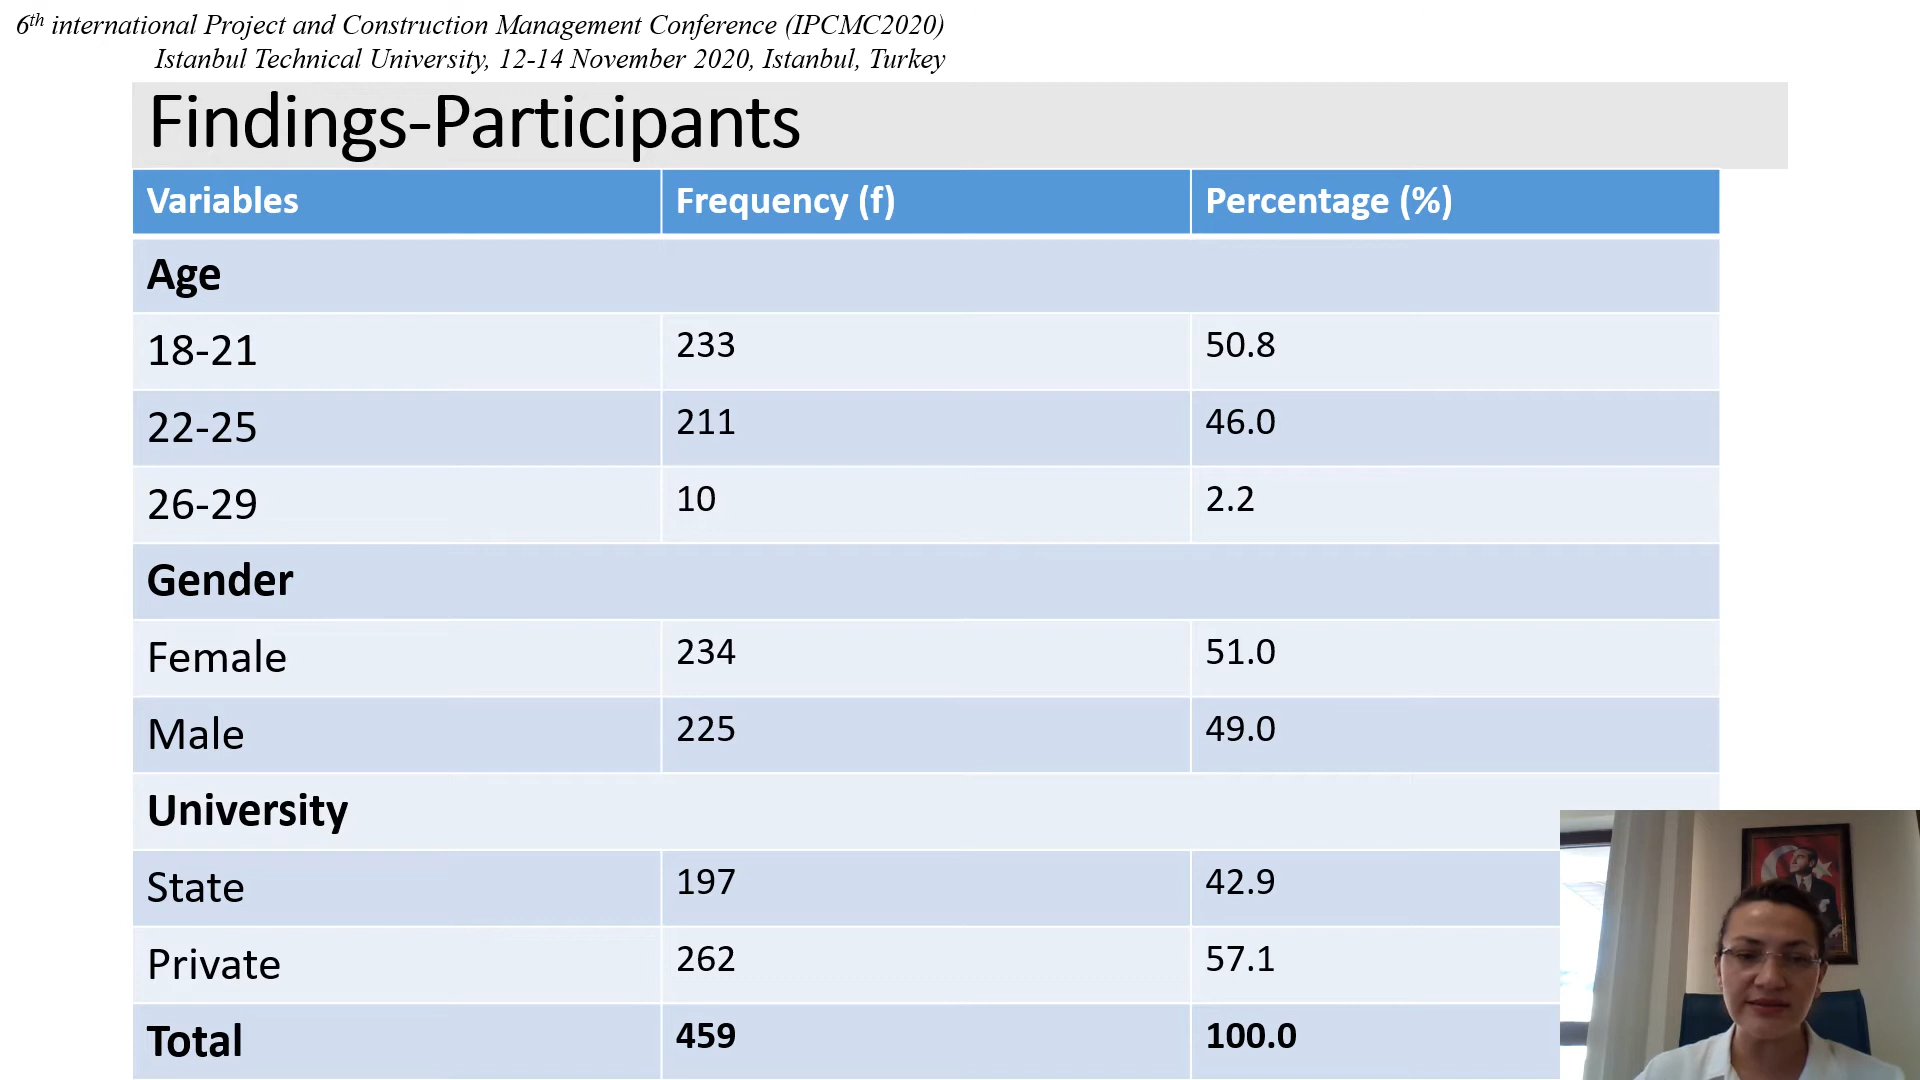 6th international Project and Construction Management Conference (IPCMC2020)
Istanbul Technical University, 12-14 November 2020, Istanbul, Turkey
Findings-Participants
Variables Frequency (f) Percentage (%)
Age
18-21 233 50.8
22-25 211 46.0
26-29 10 2.2
Gender
Female 234 51.0
Male 225 49.0
University
State 197 42.9
Private 262 57.1
Total 459 100.0